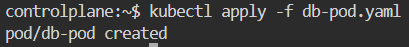 controlplane:~$ kubectl apply -f db-pod.yaml
pod/db-pod created